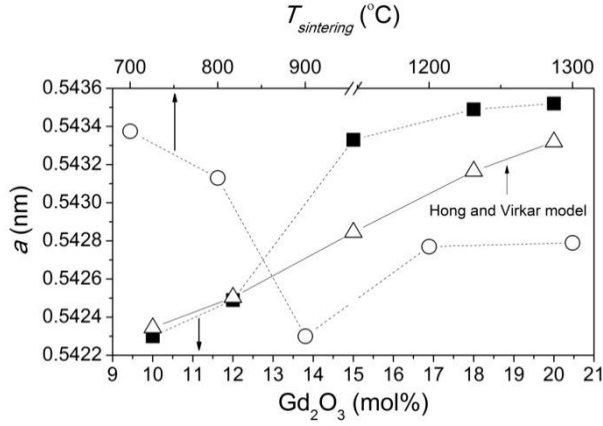 T_sintering (°C)
700 800 900 1200 1300
0.5436
0.5434
0.5432
0.5430
0.5428
0.5426
0.5424
0.5422
a (nm)
Hong and Virkar model
9 10 11 12 13 14 15 16 17 18 19 20 21
Gd₂O₃ (mol%)